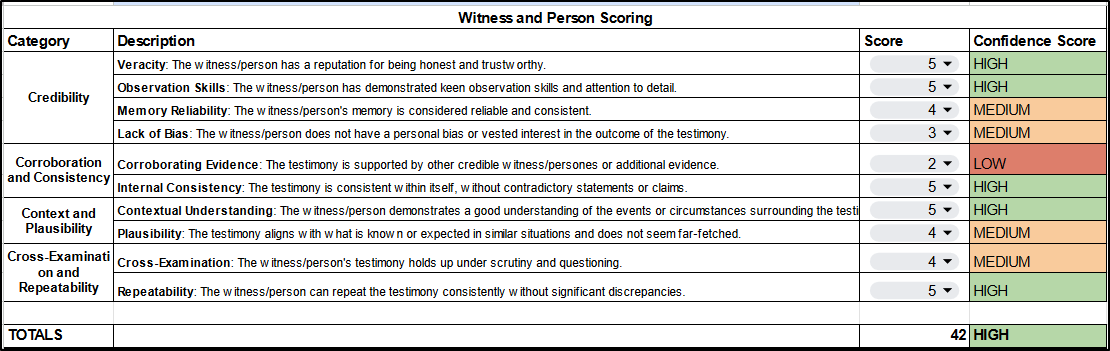 Witness and Person Scoring
Category Description Score Confidence Score
Credibility
Veracity: The witness/person has a reputation for being honest and trustworthy. 5 HIGH
Observation Skills: The witness/person has demonstrated keen observation skills and attention to detail. 5 HIGH
Memory Reliability: The witness/person's memory is considered reliable and consistent. 4 MEDIUM
Lack of Bias: The witness/person does not have a personal bias or vested interest in the outcome of the testimony. 3 MEDIUM
Corroboration
and Consistency
Corroborating Evidence: The testimony is supported by other credible witness/persones or additional evidence. 2 LOW
Internal Consistency: The testimony is consistent within itself, without contradictory statements or claims. 5 HIGH
Context and
Plausibility
Contextual Understanding: The witness/person demonstrates a good understanding of the events or circumstances surrounding the testi 5 HIGH
Plausibility: The testimony aligns with what is known or expected in similar situations and does not seem far-fetched. 4 MEDIUM
Cross-Examinati
on and
Repeatability
Cross-Examination: The witness/person's testimony holds up under scrutiny and questioning. 4 MEDIUM
Repeatability: The witness/person can repeat the testimony consistently without significant discrepancies. 5 HIGH
TOTALS 42 HIGH